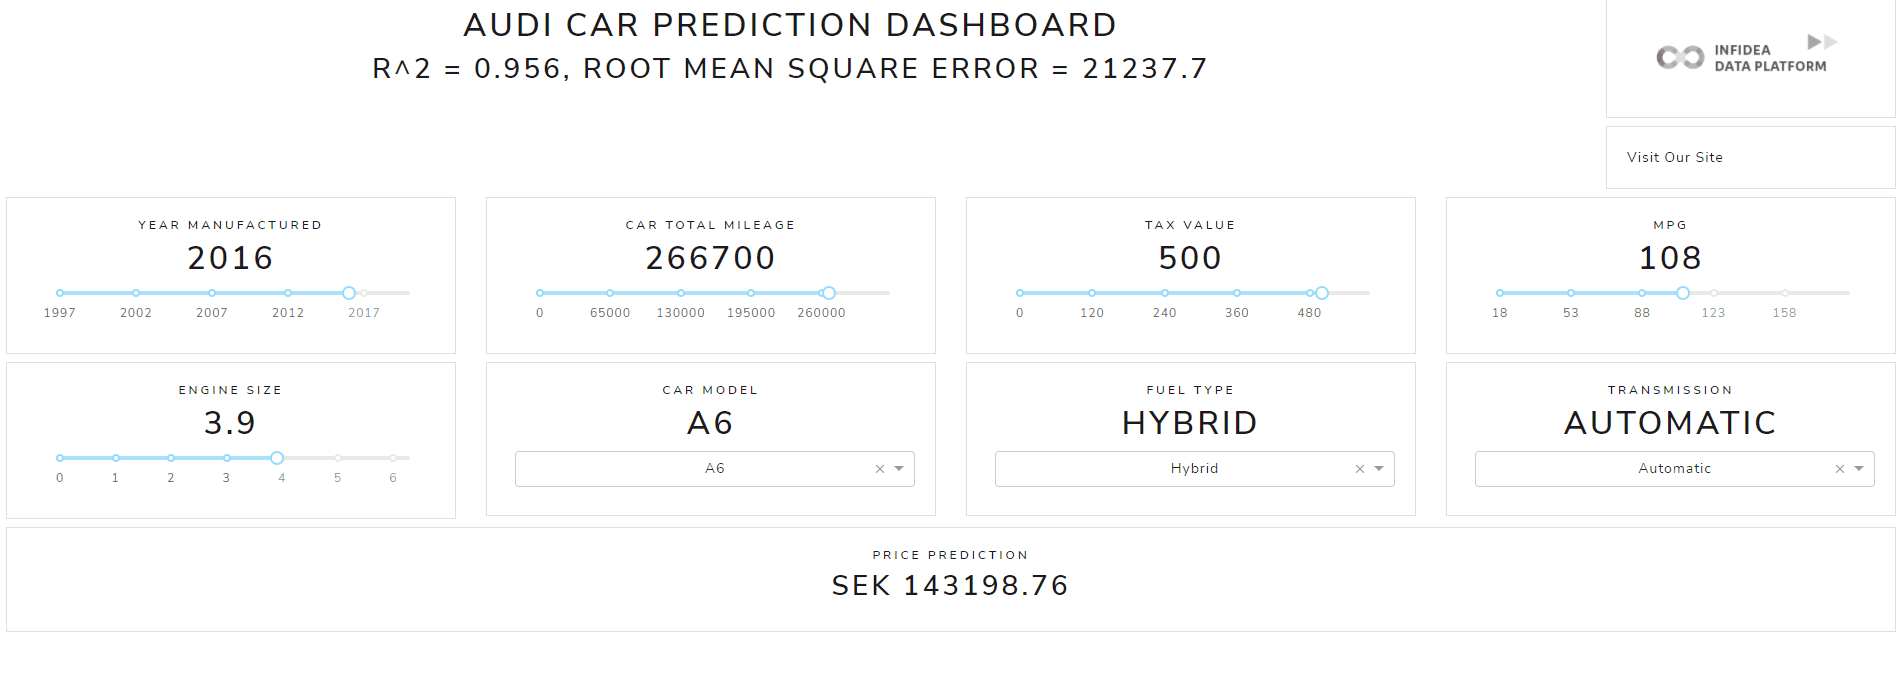 AUDI CAR PREDICTION DASHBOARD
R^2 = 0.956, ROOT MEAN SQUARE ERROR = 21237.7
INFIDEA
DATA PLATFORM
Visit Our Site
YEAR MANUFACTURED
2016
1997 2002 2007 2012 2017
CAR TOTAL MILEAGE
266700
0 65000 130000 195000 260000
TAX VALUE
500
0 120 240 360 480
MPG
108
18 53 88 123 158
ENGINE SIZE
3.9
0 1 2 3 4 5 6
CAR MODEL
A6
A6
FUEL TYPE
HYBRID
Hybrid
TRANSMISSION
AUTOMATIC
Automatic
PRICE PREDICTION
SEK 143198.76